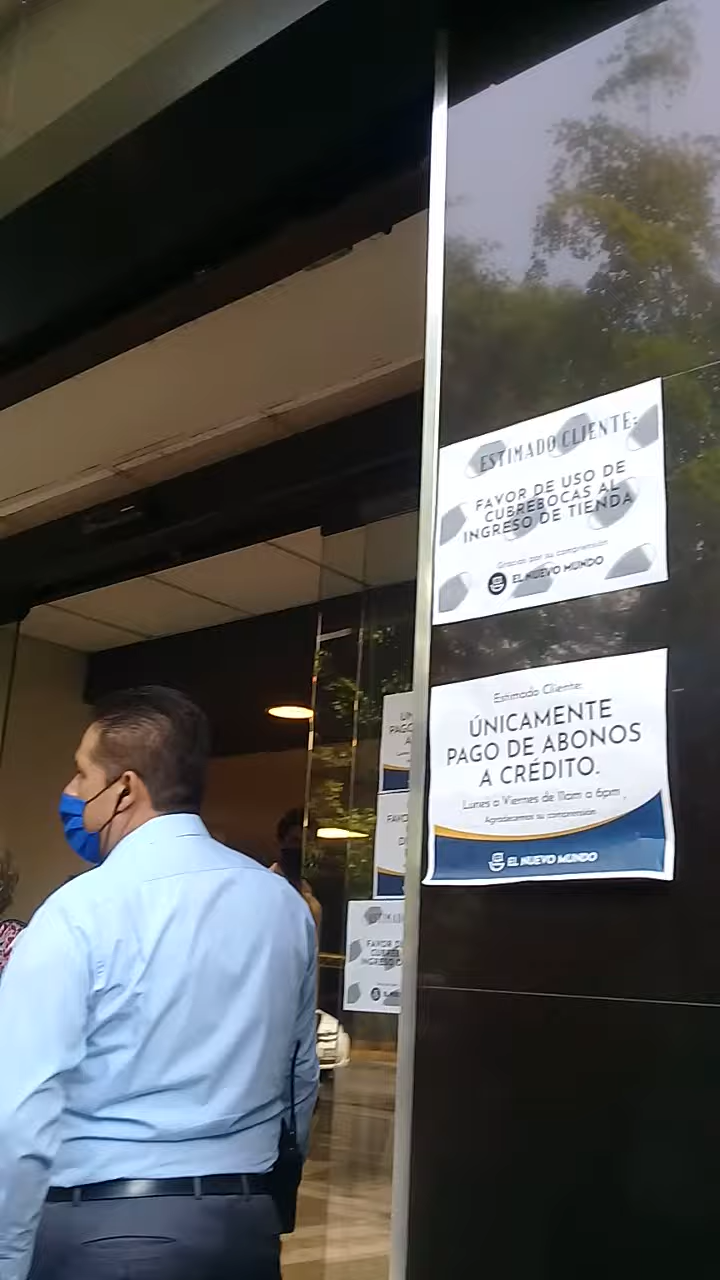 ESTIMADO CLIENTE:
FAVOR DE USO DE
CUBREBOCAS AL
INGRESO DE TIENDA
Gracias por su comprensión
EL NUEVO MUNDO
Estimado Cliente:
ÚNICAMENTE
PAGO DE ABONOS
A CRÉDITO.
Lunes a Viernes de 11am a 6pm
Agradecemos su comprensión
EL NUEVO MUNDO